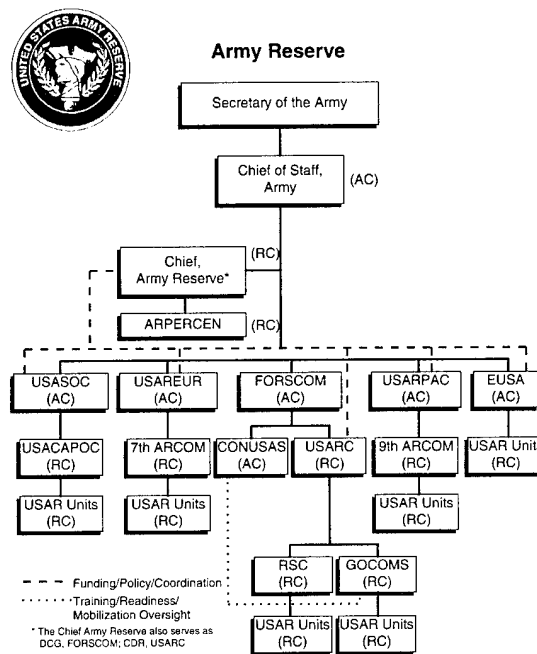 UNITED STATES ARMY RESERVE
Army Reserve
Secretary of the Army
Chief of Staff,
Army
(AC)
Chief,
Army Reserve*
(RC)
ARPERCEN
(RC)
USASOC
(AC)
USAREUR
(AC)
FORSCOM
(AC)
USARPAC
(AC)
EUSA
(AC)
USACAPOC
(RC)
7th ARCOM
(RC)
CONUSAS
(AC)
USARC
(RC)
9th ARCOM
(RC)
USAR Units
(RC)
USAR Units
(RC)
USAR Units
(RC)
USAR Units
(RC)
RSC
(RC)
GOCOMS
(RC)
USAR Units
(RC)
USAR Units
(RC)
Funding/Policy/Coordination
Training/Readiness/
Mobilization Oversight
* The Chief Army Reserve also serves as
DCG, FORSCOM; CDR, USARC